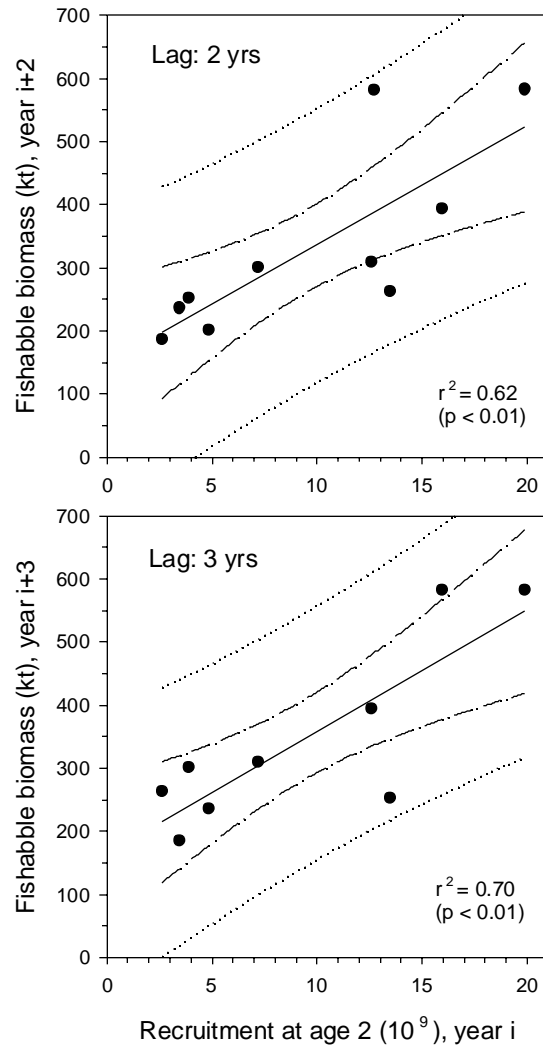 700
Lag: 2 yrs
600
500
400
300
200
100
0
Fishabble biomass (kt), year i+2
r² = 0.62
(p < 0.01)
0 5 10 15 20
700
Lag: 3 yrs
600
500
400
300
200
100
0
Fishabble biomass (kt), year i+3
r² = 0.70
(p < 0.01)
0 5 10 15 20
Recruitment at age 2 (10⁹), year i